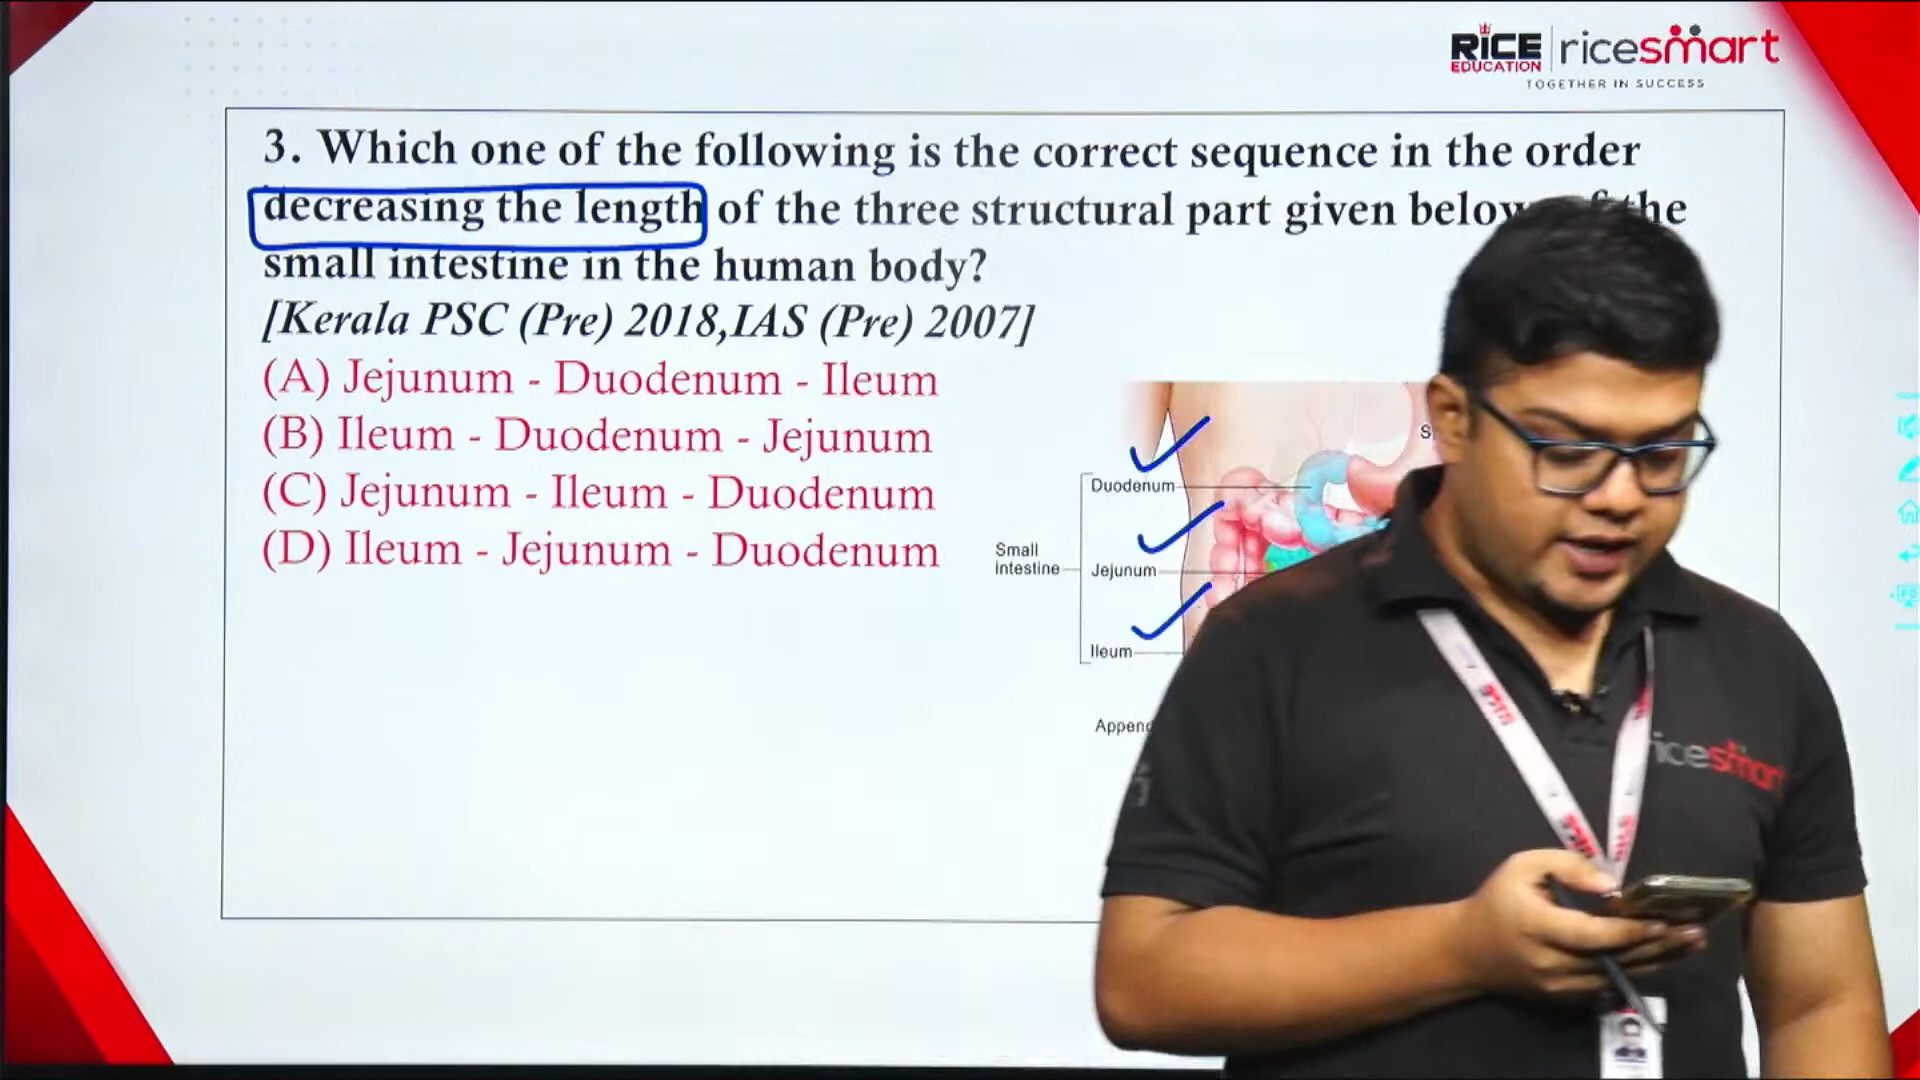 RICE EDUCATION ricesmart
TOGETHER IN SUCCESS
3. Which one of the following is the correct sequence in the order
decreasing the length of the three structural part given below of the
small intestine in the human body?
[Kerala PSC (Pre) 2018,IAS (Pre) 2007]
(A) Jejunum - Duodenum - Ileum
(B) Ileum - Duodenum - Jejunum
(C) Jejunum - Ileum - Duodenum
(D) Ileum - Jejunum - Duodenum
Duodenum
Small
intestine
Jejunum
Ileum
ricesmart